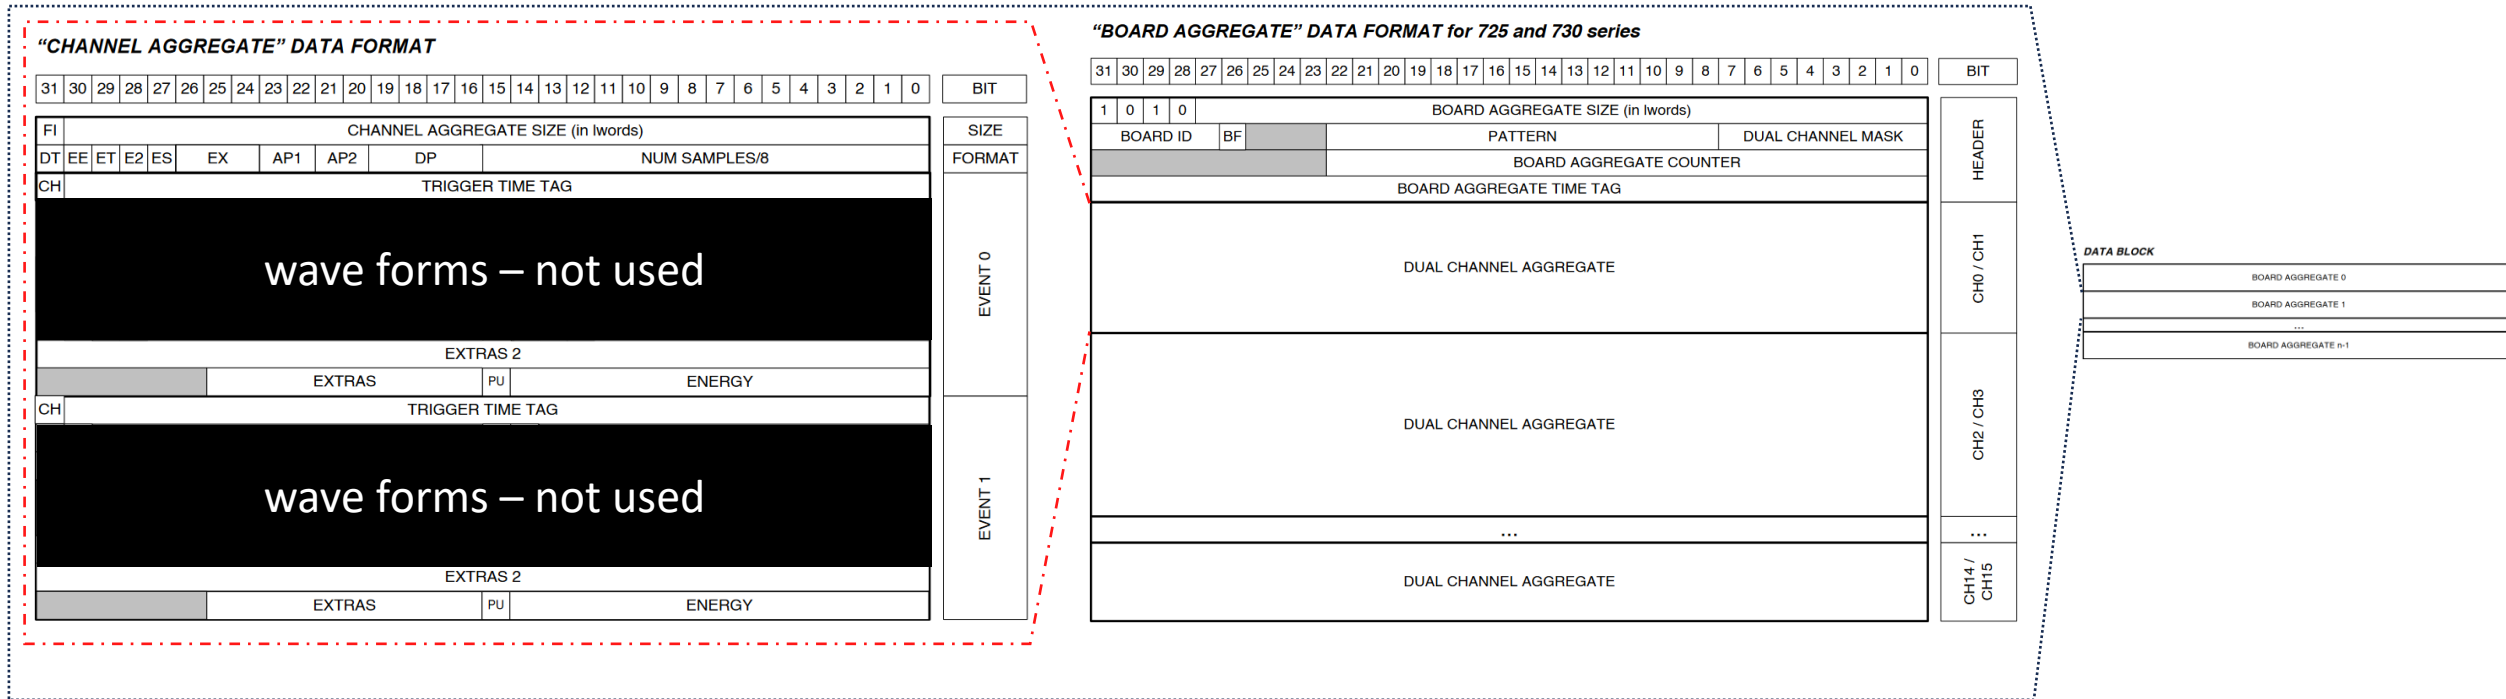 “CHANNEL AGGREGATE” DATA FORMAT
31 30 29 28 27 26 25 24 23 22 21 20 19 18 17 16 15 14 13 12 11 10 9 8 7 6 5 4 3 2 1 0 BIT
FI CHANNEL AGGREGATE SIZE (in lwords) SIZE
DT EE ET E2 ES EX AP1 AP2 DP NUM SAMPLES/8 FORMAT
CH TRIGGER TIME TAG
wave forms – not used
EVENT 0
EXTRAS 2
EXTRAS PU ENERGY
CH TRIGGER TIME TAG
wave forms – not used
EVENT 1
EXTRAS 2
EXTRAS PU ENERGY
“BOARD AGGREGATE” DATA FORMAT for 725 and 730 series
31 30 29 28 27 26 25 24 23 22 21 20 19 18 17 16 15 14 13 12 11 10 9 8 7 6 5 4 3 2 1 0 BIT
1 0 1 0 BOARD AGGREGATE SIZE (in lwords)
BOARD ID BF PATTERN DUAL CHANNEL MASK
BOARD AGGREGATE COUNTER
BOARD AGGREGATE TIME TAG
HEADER
DUAL CHANNEL AGGREGATE
CH0 / CH1
DUAL CHANNEL AGGREGATE
CH2 / CH3
... ...
DUAL CHANNEL AGGREGATE
CH14 /
CH15
DATA BLOCK
BOARD AGGREGATE 0
BOARD AGGREGATE 1
...
BOARD AGGREGATE n-1